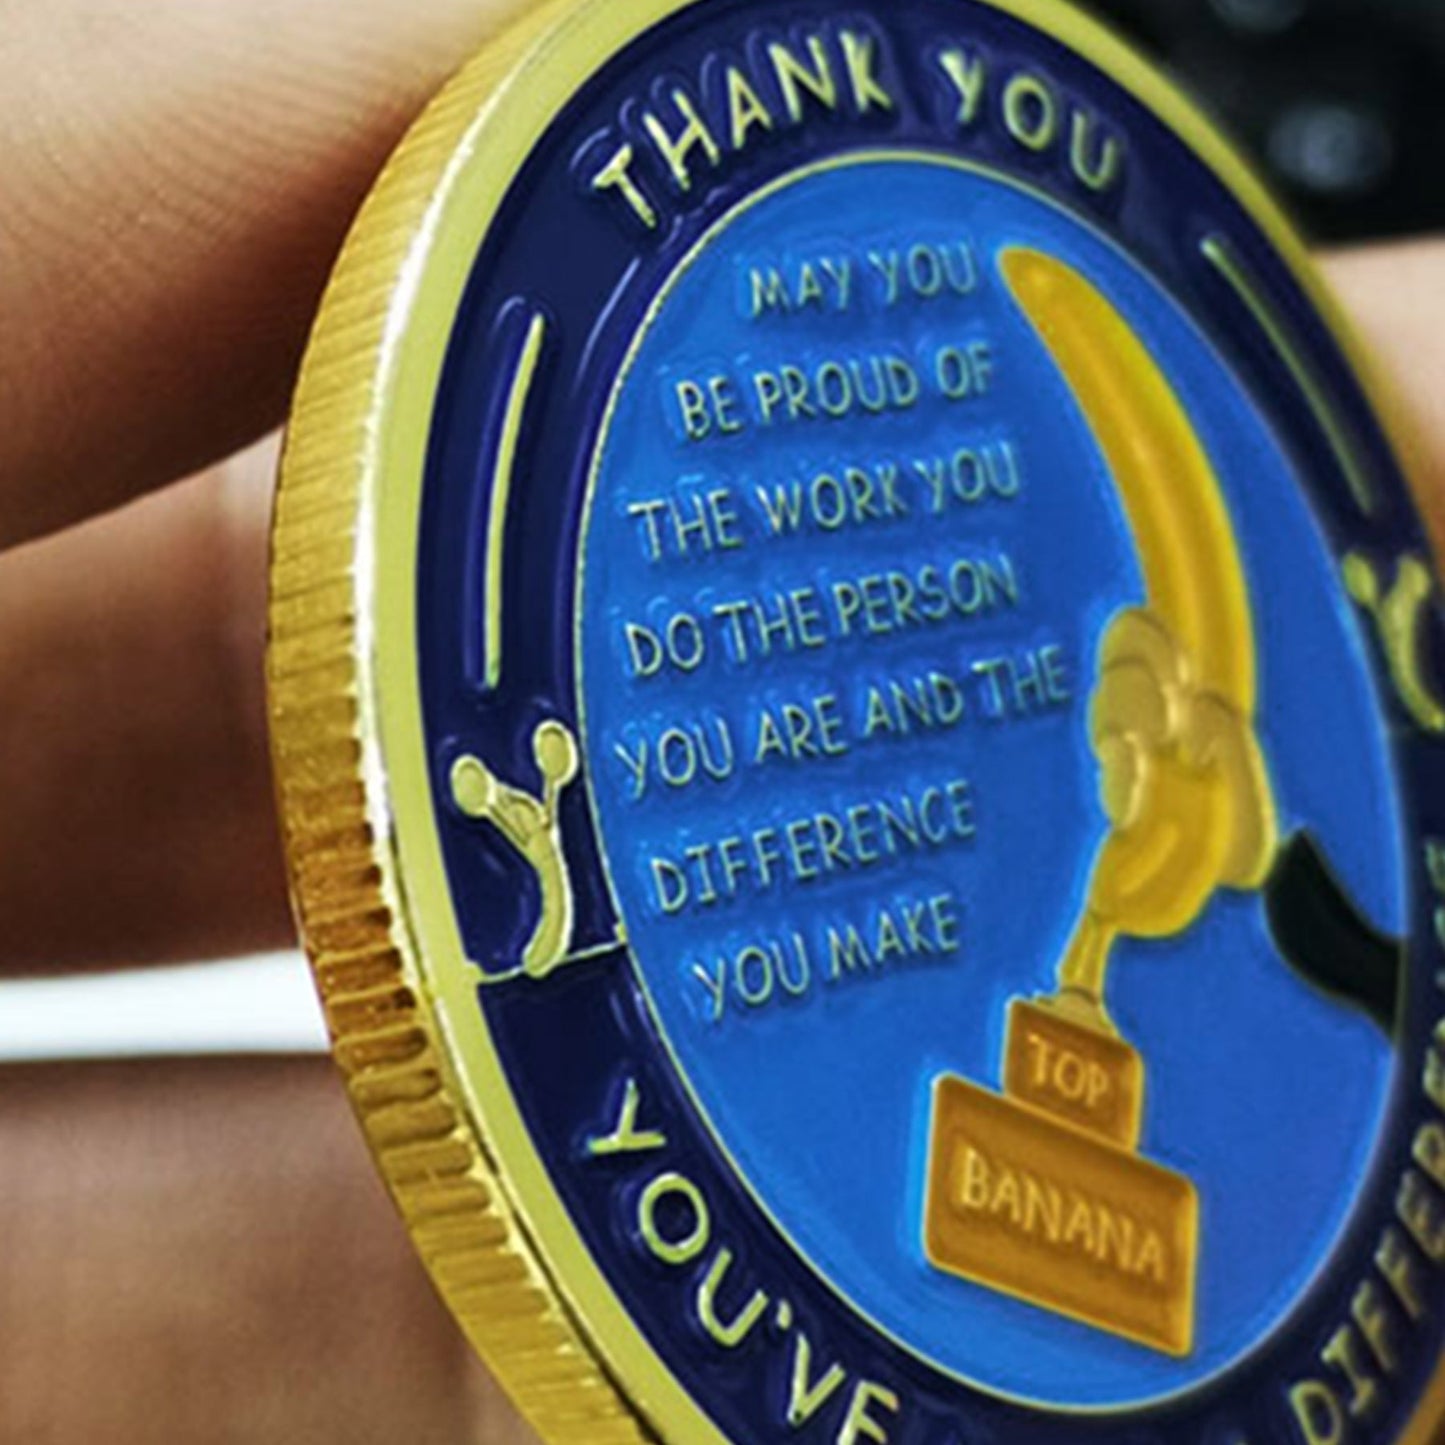 THANK YOU
MAY YOU
BE PROUD OF
THE WORK YOU
DO THE PERSON
YOU ARE AND THE
DIFFERENCE
YOU MAKE
TOP
BANANA
YOU'VE